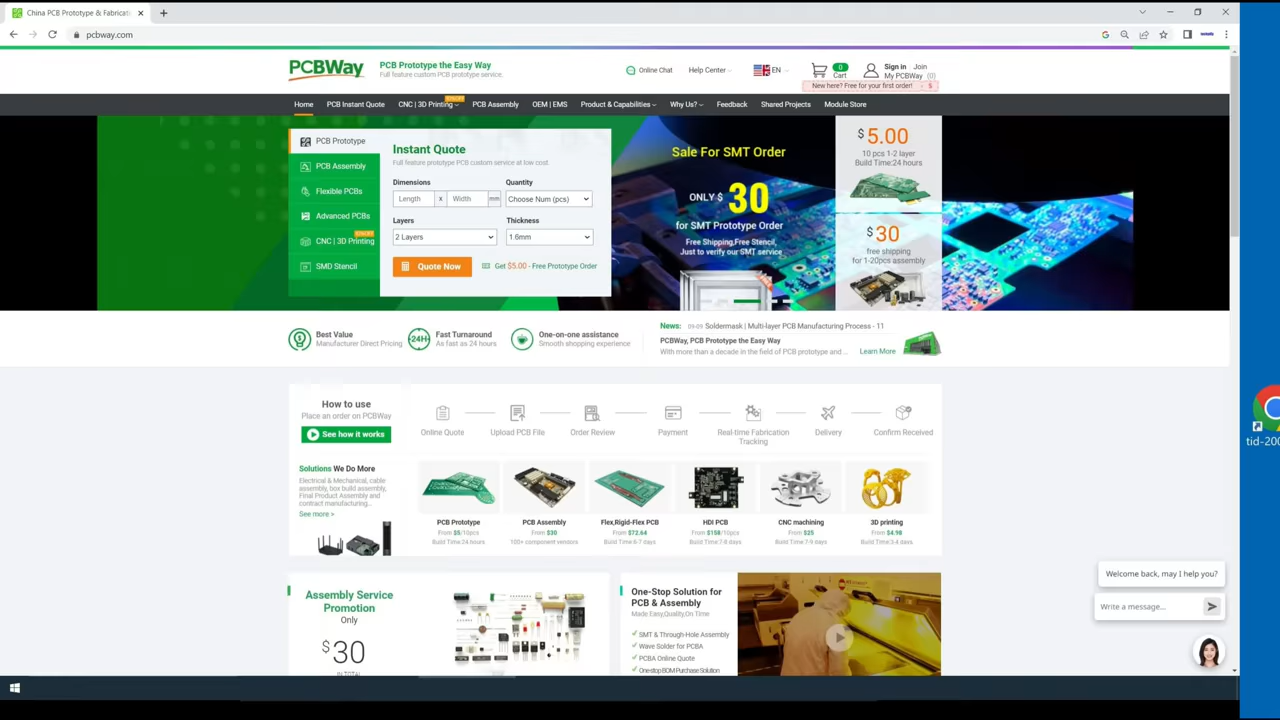 China PCB Prototype & Fabricat
pcbway.com
PCBWay
PCB Prototype the Easy Way
Full feature custom PCB prototype service.
Online Chat
Help Center
EN
0
Cart
Sign in
Join
My PCBWay (0)
New here? Free for your first order! - $
Home
PCB Instant Quote
CNC | 3D Printing
PCB Assembly
OEM | EMS
Product & Capabilities
Why Us?
Feedback
Shared Projects
Module Store
PCB Prototype
PCB Assembly
Flexible PCBs
Advanced PCBs
CNC | 3D Printing
SMD Stencil
Instant Quote
Full feature prototype PCB custom service at low cost.
Dimensions
Quantity
Length
x
Width
mm
Choose Num (pcs)
Layers
Thickness
2 Layers
1.6mm
Quote Now
Get $5.00 - Free Prototype Order
Sale For SMT Order
ONLY $ 30
for SMT Prototype Order
Free Shipping,Free Stencil,
Just to verify our SMT service
$ 5.00
10 pcs 1-2 layer
Build Time:24 hours
$ 30
free shipping
for 1-20pcs assembly
Best Value
Manufacturer Direct Pricing
24H
Fast Turnaround
As fast as 24 hours
One-on-one assistance
Smooth shopping experience
News: 09-09 Soldermask | Multi-layer PCB Manufacturing Process - 11
PCBWay, PCB Prototype the Easy Way
With more than a decade in the field of PCB prototype and ...
Learn More
How to use
Place an order on PCBWay
See how it works
Online Quote
Upload PCB File
Order Review
Payment
Real-time Fabrication
Tracking
Delivery
Confirm Received
Solutions We Do More
Electrical & Mechanical, cable
assembly, box build assembly,
Final Product Assembly and
contract manufacturing...
See more >
PCB Prototype
From $5/10pcs
Build Time:24 hours
PCB Assembly
From $30
100+ component vendors
Flex,Rigid-Flex PCB
From $72.64
Build Time:6-7 days
HDI PCB
From $158/10pcs
Build Time:7-8 days
CNC machining
From $25
Build Time:7-9 days
3D printing
From $4.98
Build Time:3-4 days
Assembly Service
Promotion
Only
$30
IN TOTAL
One-Stop Solution for
PCB & Assembly
Made Easy,Quality,On Time
SMT & Through-Hole Assembly
Wave Solder for PCBA
PCBA Online Quote
One-stop BOM Purchase Solution
Welcome back, may I help you?
Write a message...
tid-200